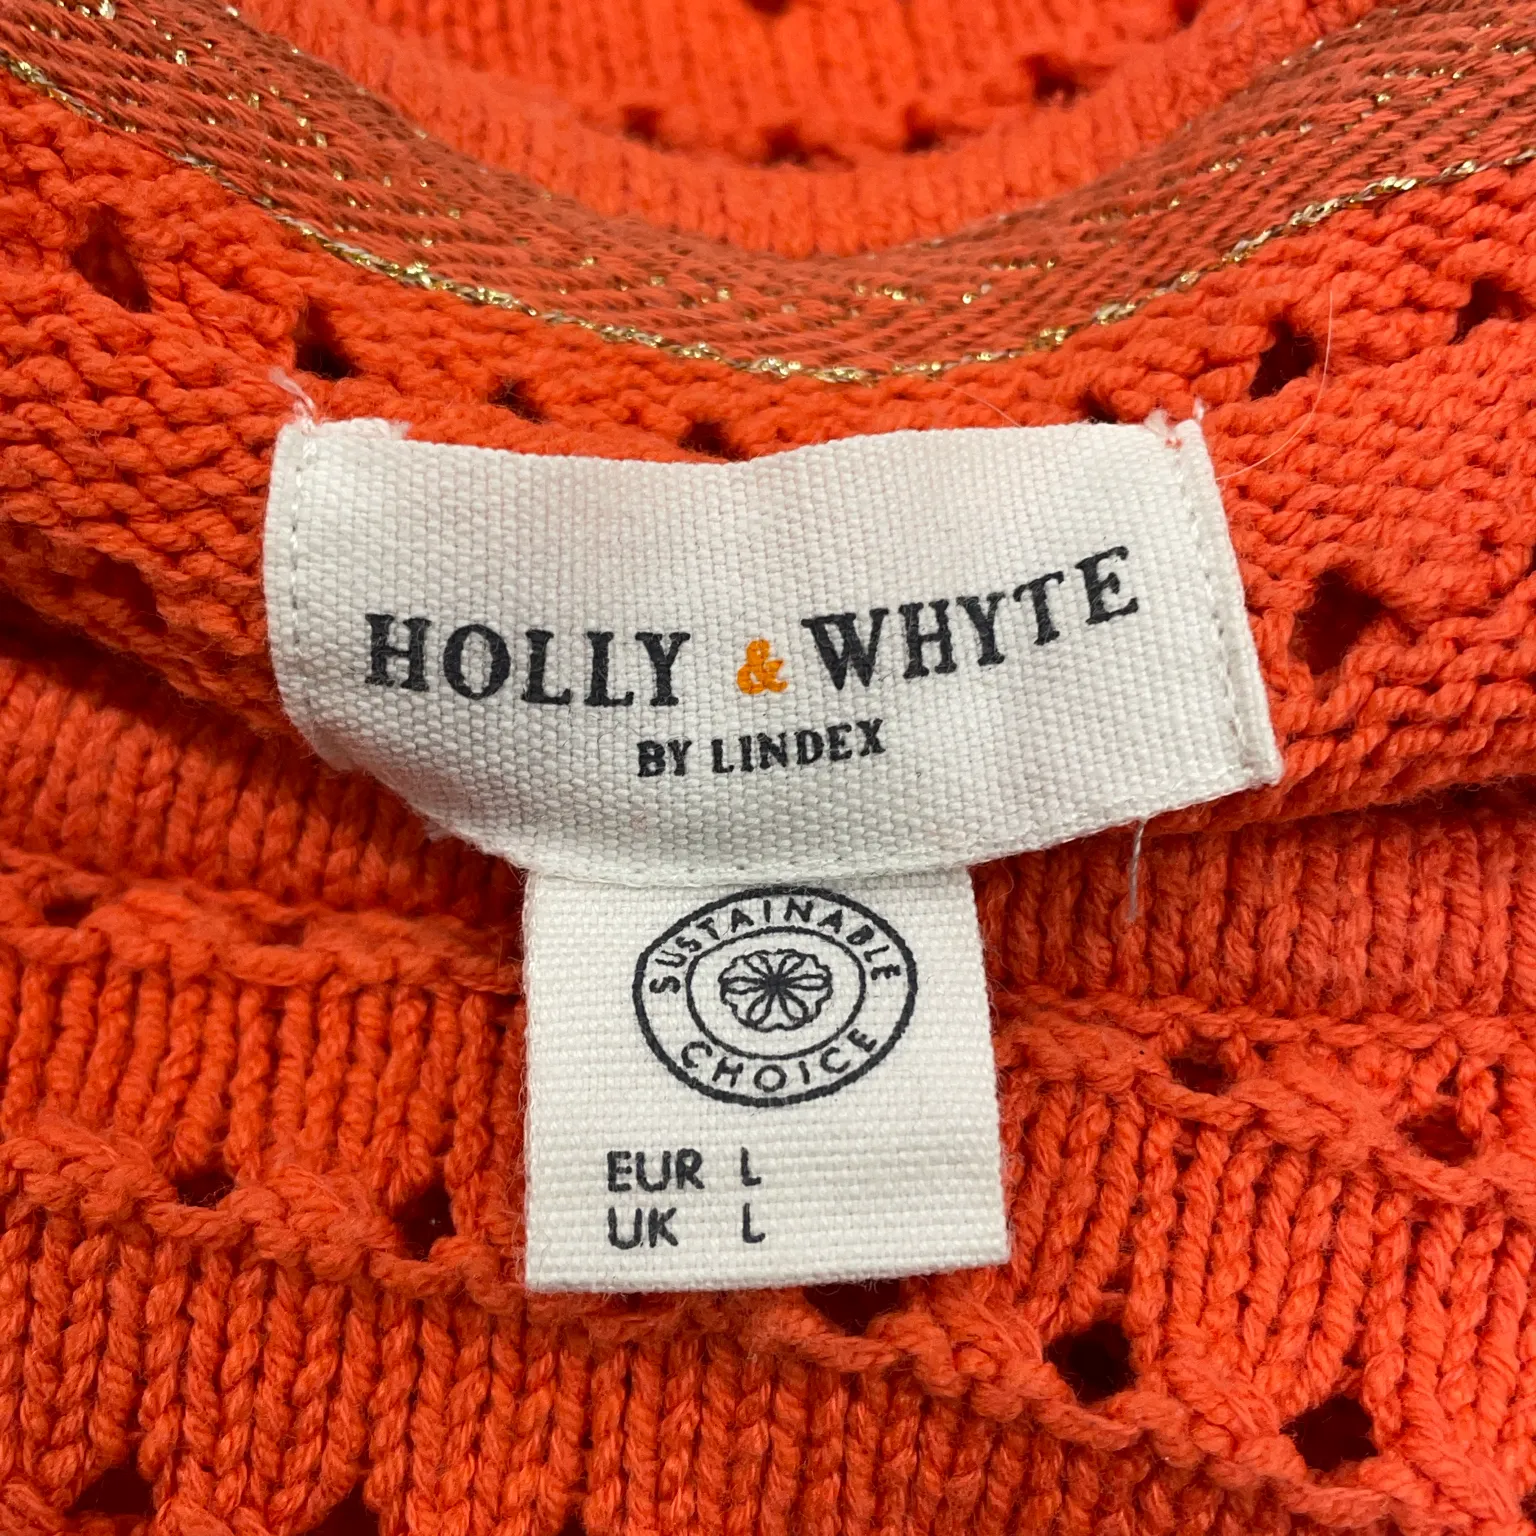 HOLLY & WHYTE
BY LINDEX
SUSTAINABLE
CHOICE
EUR L
UK L